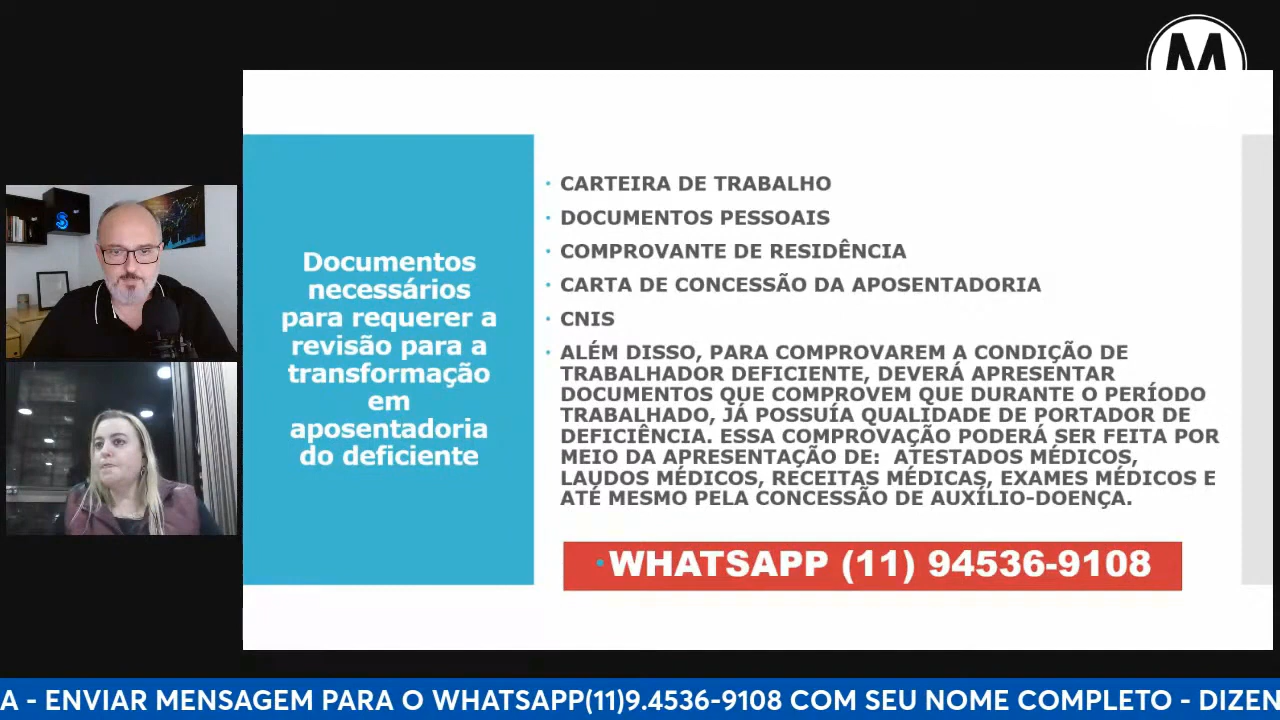 M
Documentos
necessários
para requerer a
revisão para a
transformação
em
aposentadoria
do deficiente
• CARTEIRA DE TRABALHO
• DOCUMENTOS PESSOAIS
• COMPROVANTE DE RESIDÊNCIA
• CARTA DE CONCESSÃO DA APOSENTADORIA
• CNIS
• ALÉM DISSO, PARA COMPROVAREM A CONDIÇÃO DE
TRABALHADOR DEFICIENTE, DEVERÁ APRESENTAR
DOCUMENTOS QUE COMPROVEM QUE DURANTE O PERÍODO
TRABALHADO, JÁ POSSUÍA QUALIDADE DE PORTADOR DE
DEFICIÊNCIA. ESSA COMPROVAÇÃO PODERÁ SER FEITA POR
MEIO DA APRESENTAÇÃO DE: ATESTADOS MÉDICOS,
LAUDOS MÉDICOS, RECEITAS MÉDICAS, EXAMES MÉDICOS E
ATÉ MESMO PELA CONCESSÃO DE AUXÍLIO-DOENÇA.
• WHATSAPP (11) 94536-9108
A - ENVIAR MENSAGEM PARA O WHATSAPP(11)9.4536-9108 COM SEU NOME COMPLETO - DIZEN